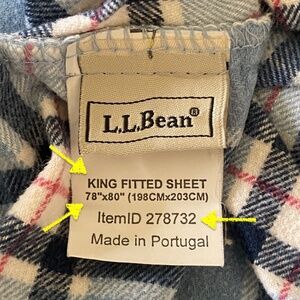 L.L.Bean®
KING FITTED SHEET
78"x80" (198CMx203CM)
ItemID 278732
Made in Portugal